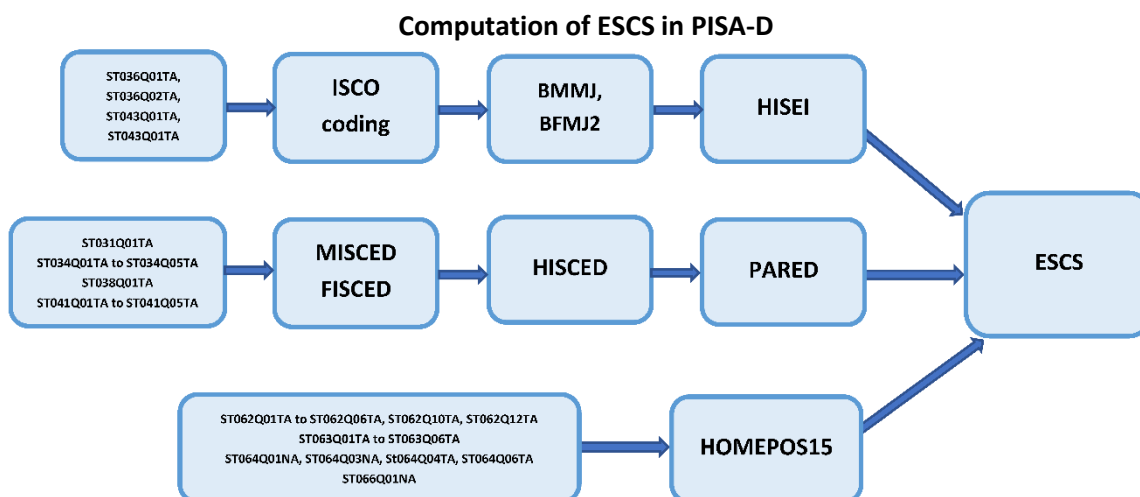 Computation of ESCS in PISA-D
ST036Q01TA,
ST036Q02TA,
ST043Q01TA,
ST043Q01TA
ISCO
coding
BMMJ,
BFMJ2
HISEI
ST031Q01TA
ST034Q01TA to ST034Q05TA
ST038Q01TA
ST041Q01TA to ST041Q05TA
MISCED
FISCED
HISCED
PARED
ESCS
ST062Q01TA to ST062Q06TA, ST062Q10TA, ST062Q12TA
ST063Q01TA to ST063Q06TA
ST064Q01NA, ST064Q03NA, St064Q04TA, ST064Q06TA
ST066Q01NA
HOMEPOS15